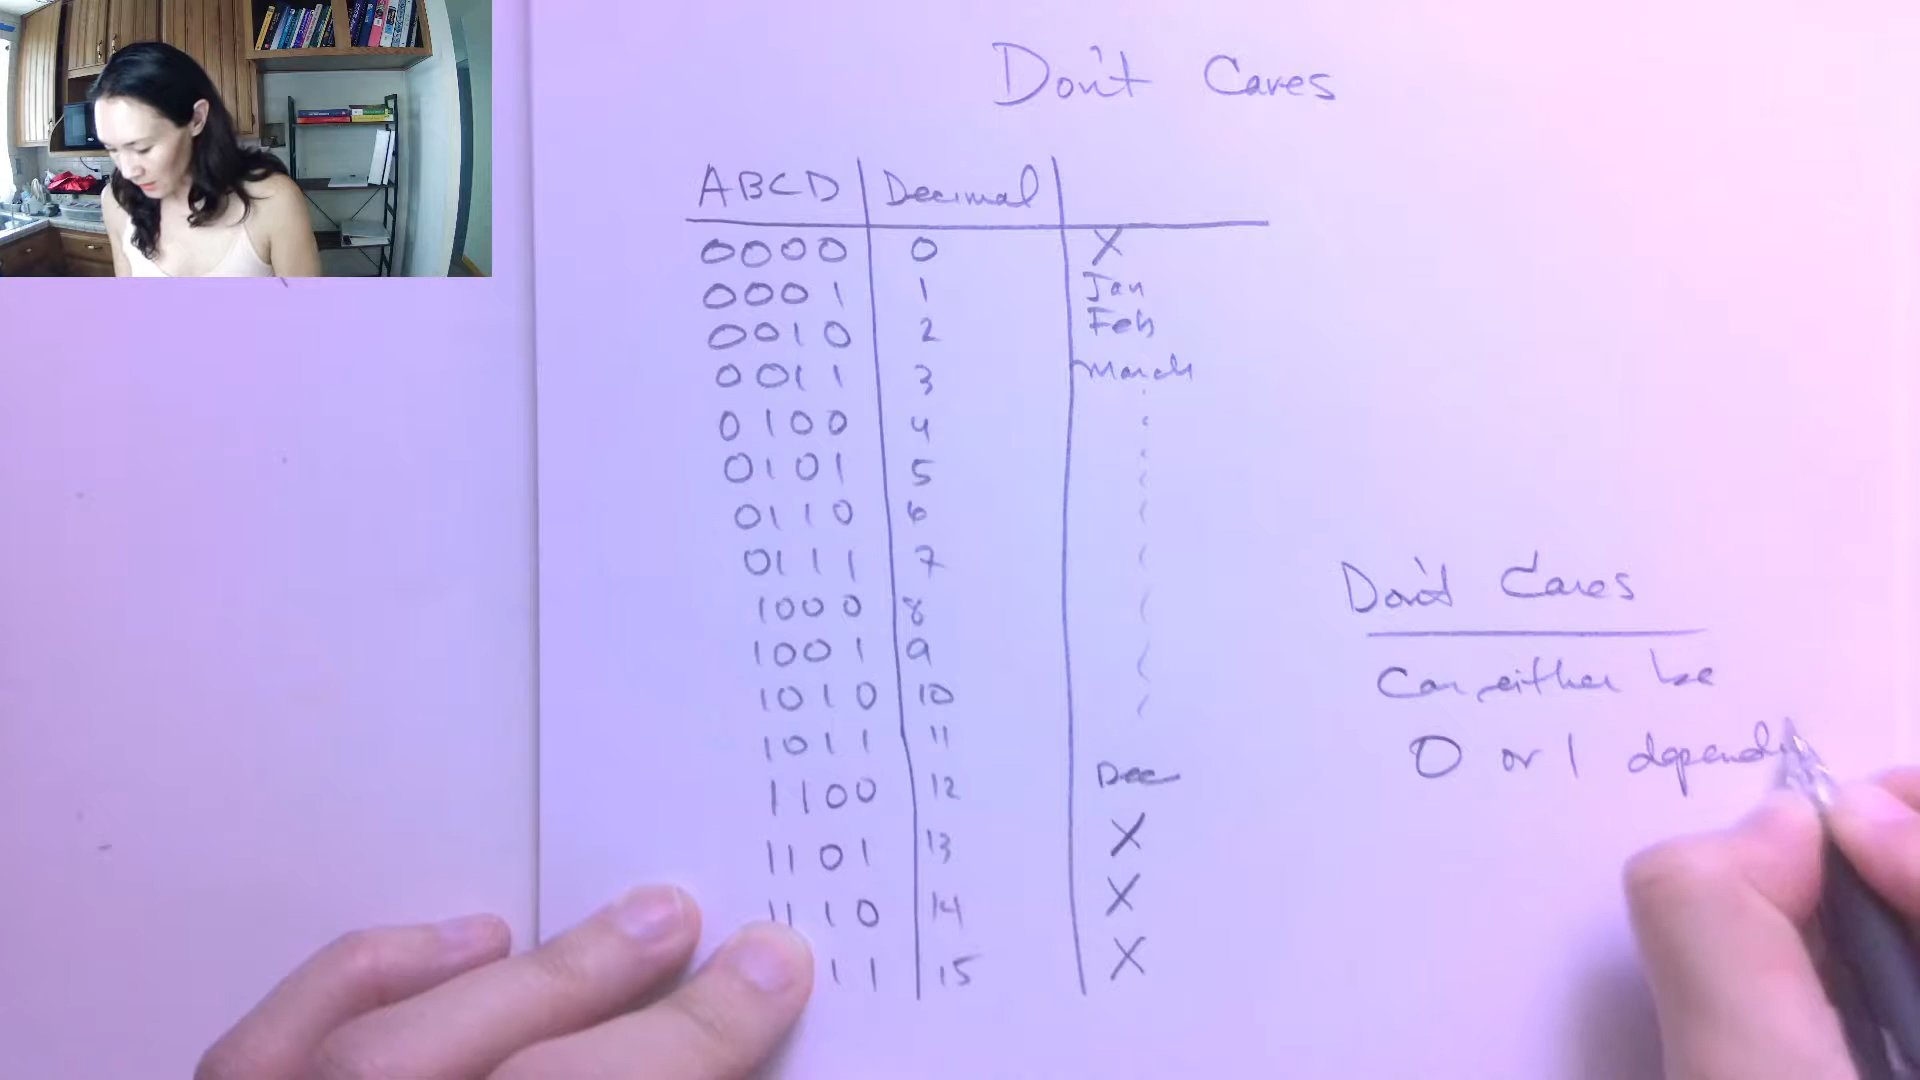 Don't Cares
ABCD Decimal
0000 0 X
0001 1 Jan
0010 2 Feb
0011 3 March
0100 4
0101 5
0110 6
0111 7
1000 8
1001 9
1010 10
1011 11
1100 12 Dec
1101 13 X
1110 14 X
11 15 X
Don't Cares
Can either be
0 or 1 dependi